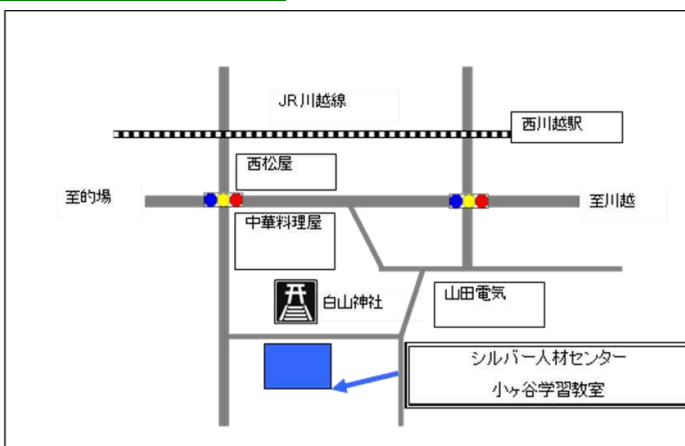 JR川越線
西川越駅
西松屋
至的場
至川越
中華料理屋
白山神社
山田電気
シルバー人材センター
小ヶ谷学習教室